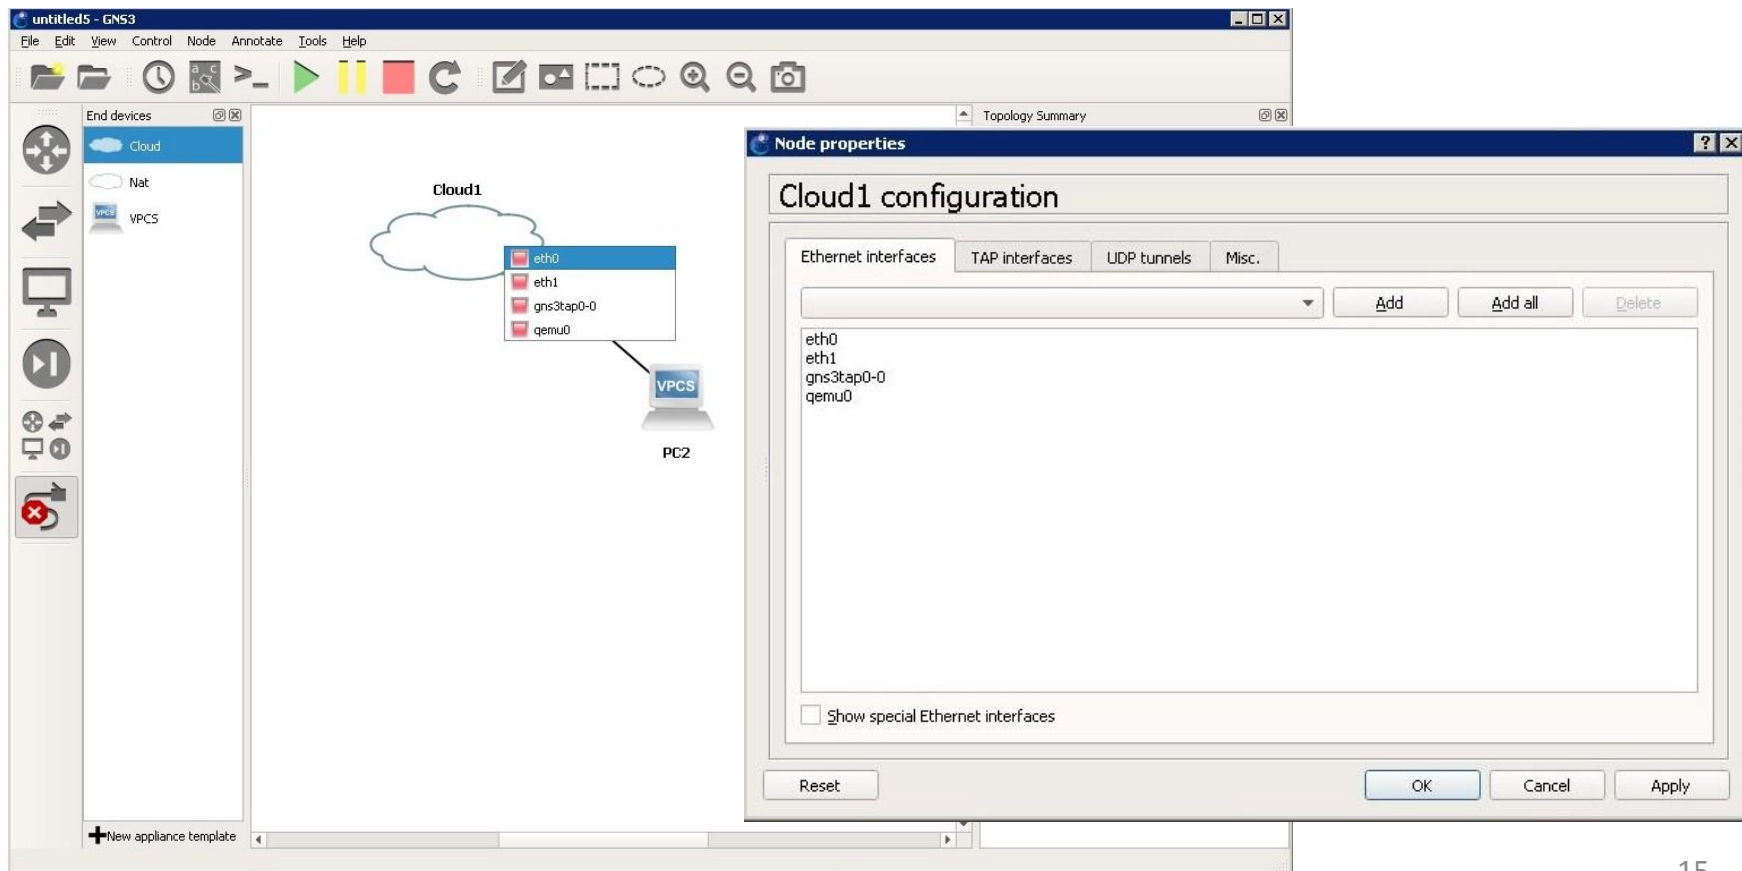 untitled5 - GNS3
File Edit View Control Node Annotate Tools Help
End devices
Cloud
Nat
VPCS
VPCS
New appliance template
Cloud1
eth0
eth1
gns3tap0-0
qemu0
VPCS
PC2
Topology Summary
Node properties
Cloud1 configuration
Ethernet interfaces TAP interfaces UDP tunnels Misc.
Add Add all Delete
eth0
eth1
gns3tap0-0
qemu0
Show special Ethernet interfaces
Reset OK Cancel Apply
15